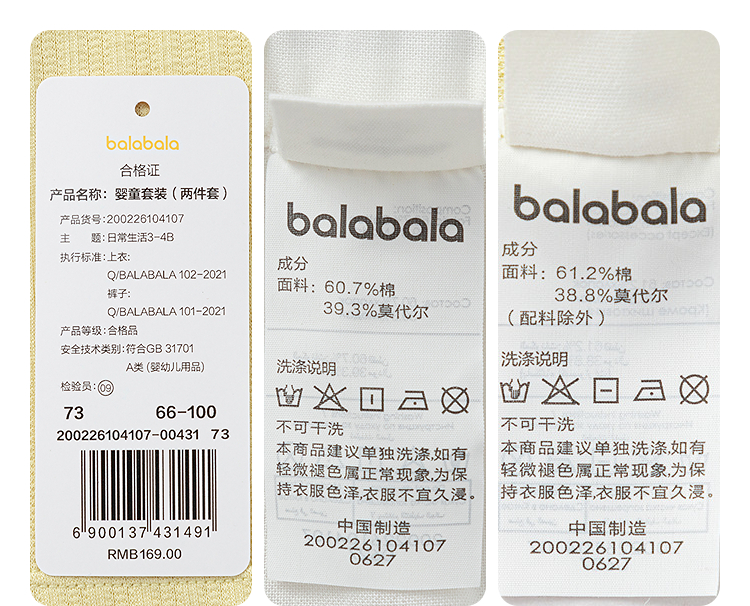 balabala
合格证
产品名称：婴童套装（两件套）
产品货号：200226104107
主 题：日常生活3-4B
执行标准：上衣：
Q/BALABALA 102-2021
裤子：
Q/BALABALA 101-2021
产品等级：合格品
安全技术类别：符合GB 31701
A类（婴幼儿用品）
检验员：09
73 66-100
200226104107-00431 73
6 900137 431491
RMB169.00
balabala
成分
面料：60.7%棉
39.3%莫代尔
洗涤说明
不可干洗
本商品建议单独洗涤,如有
轻微褪色属正常现象,为保
持衣服色泽,衣服不宜久浸。
中国制造
200226104107
0627
balabala
成分
面料：61.2%棉
38.8%莫代尔
（配料除外）
洗涤说明
不可干洗
本商品建议单独洗涤,如有
轻微褪色属正常现象,为保
持衣服色泽,衣服不宜久浸。
中国制造
200226104107
0627